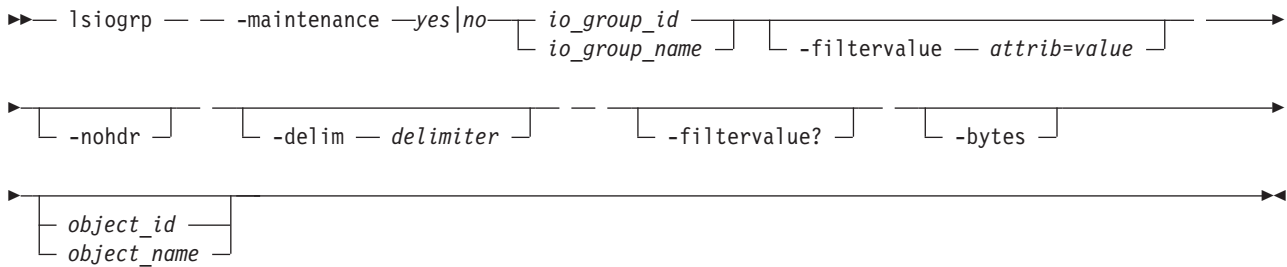 lsiogrp -maintenance yes|no io_group_id
io_group_name
-filtervalue attrib=value
-nohdr -delim delimiter -filtervalue? -bytes
object_id
object_name